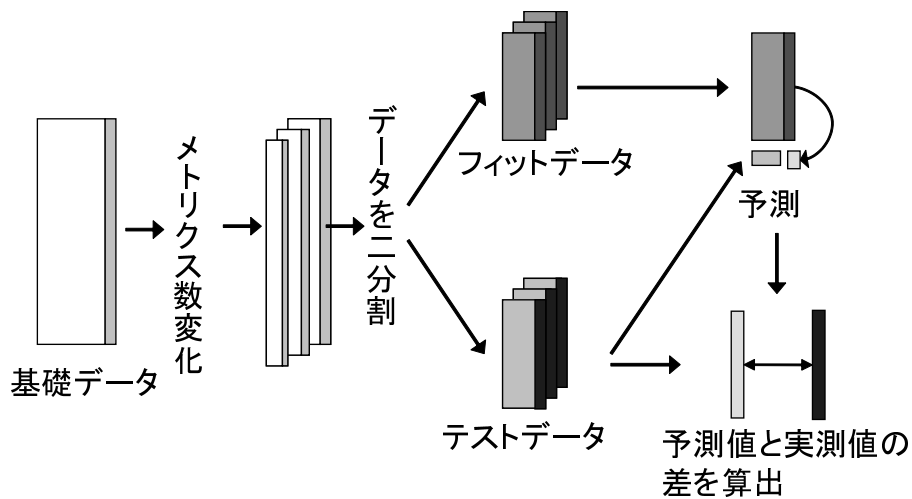 基礎データ
メトリクス数変化
データを二分割
フィットデータ
テストデータ
予測
予測値と実測値の
差を算出